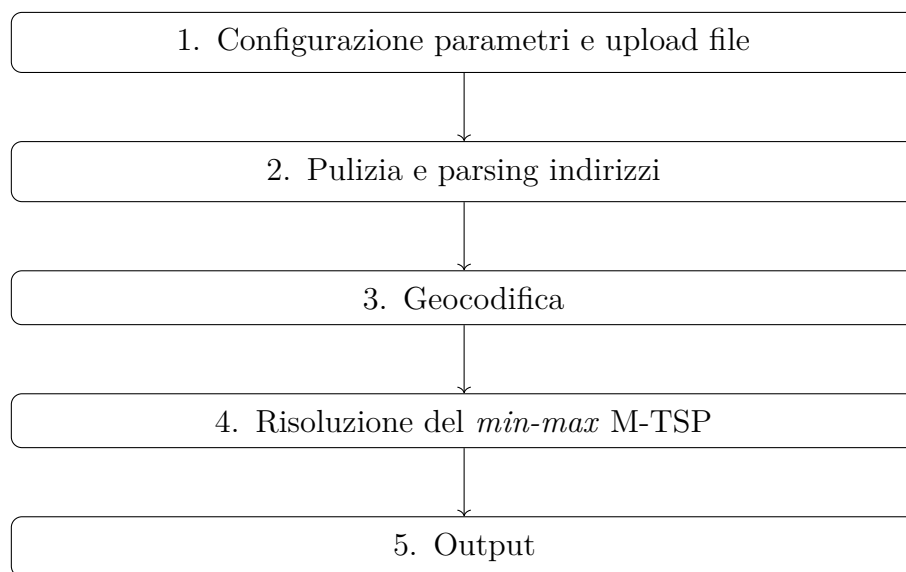 1. Configurazione parametri e upload file
2. Pulizia e parsing indirizzi
3. Geocodifica
4. Risoluzione del min-max M-TSP
5. Output